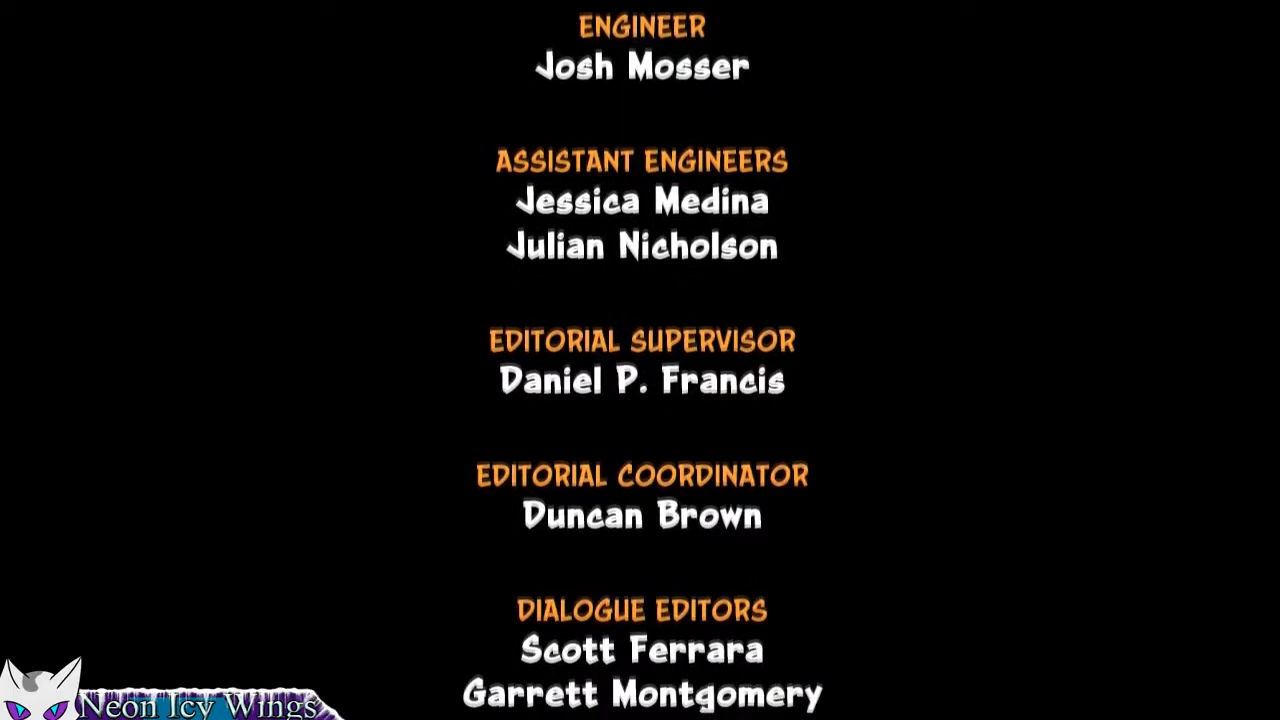 ENGINEER
Josh Mosser
ASSISTANT ENGINEERS
Jessica Medina
Julian Nicholson
EDITORIAL SUPERVISOR
Daniel P. Francis
EDITORIAL COORDINATOR
Duncan Brown
DIALOGUE EDITORS
Scott Ferrara
Garrett Montgomery
Neon Icy Wings